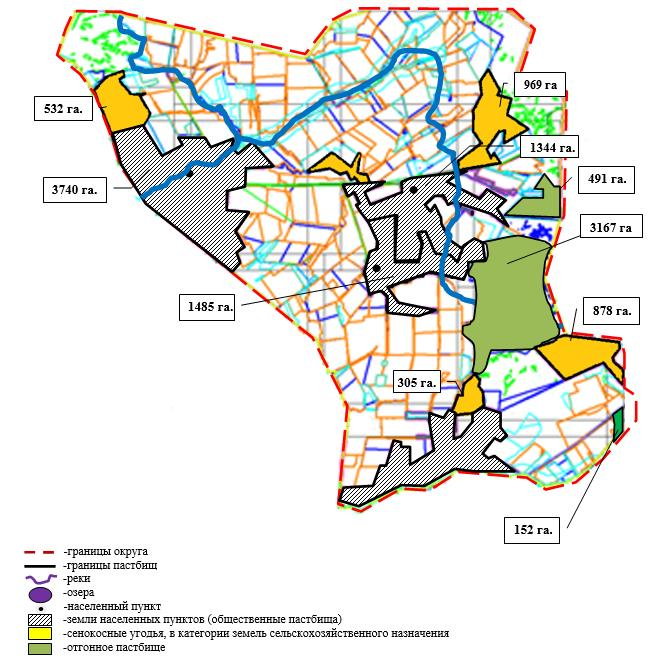 969 га
532 га.
1344 га.
491 га.
3740 га.
3167 га
1485 га.
878 га.
305 га.
152 га.
-границы округа
-границы пастбищ
-реки
-озера
-населенный пункт
-земли населенных пунктов (общественные пастбища)
-сенокосные угодья, в категории земель сельскохозяйственного назначения
-отгонное пастбище